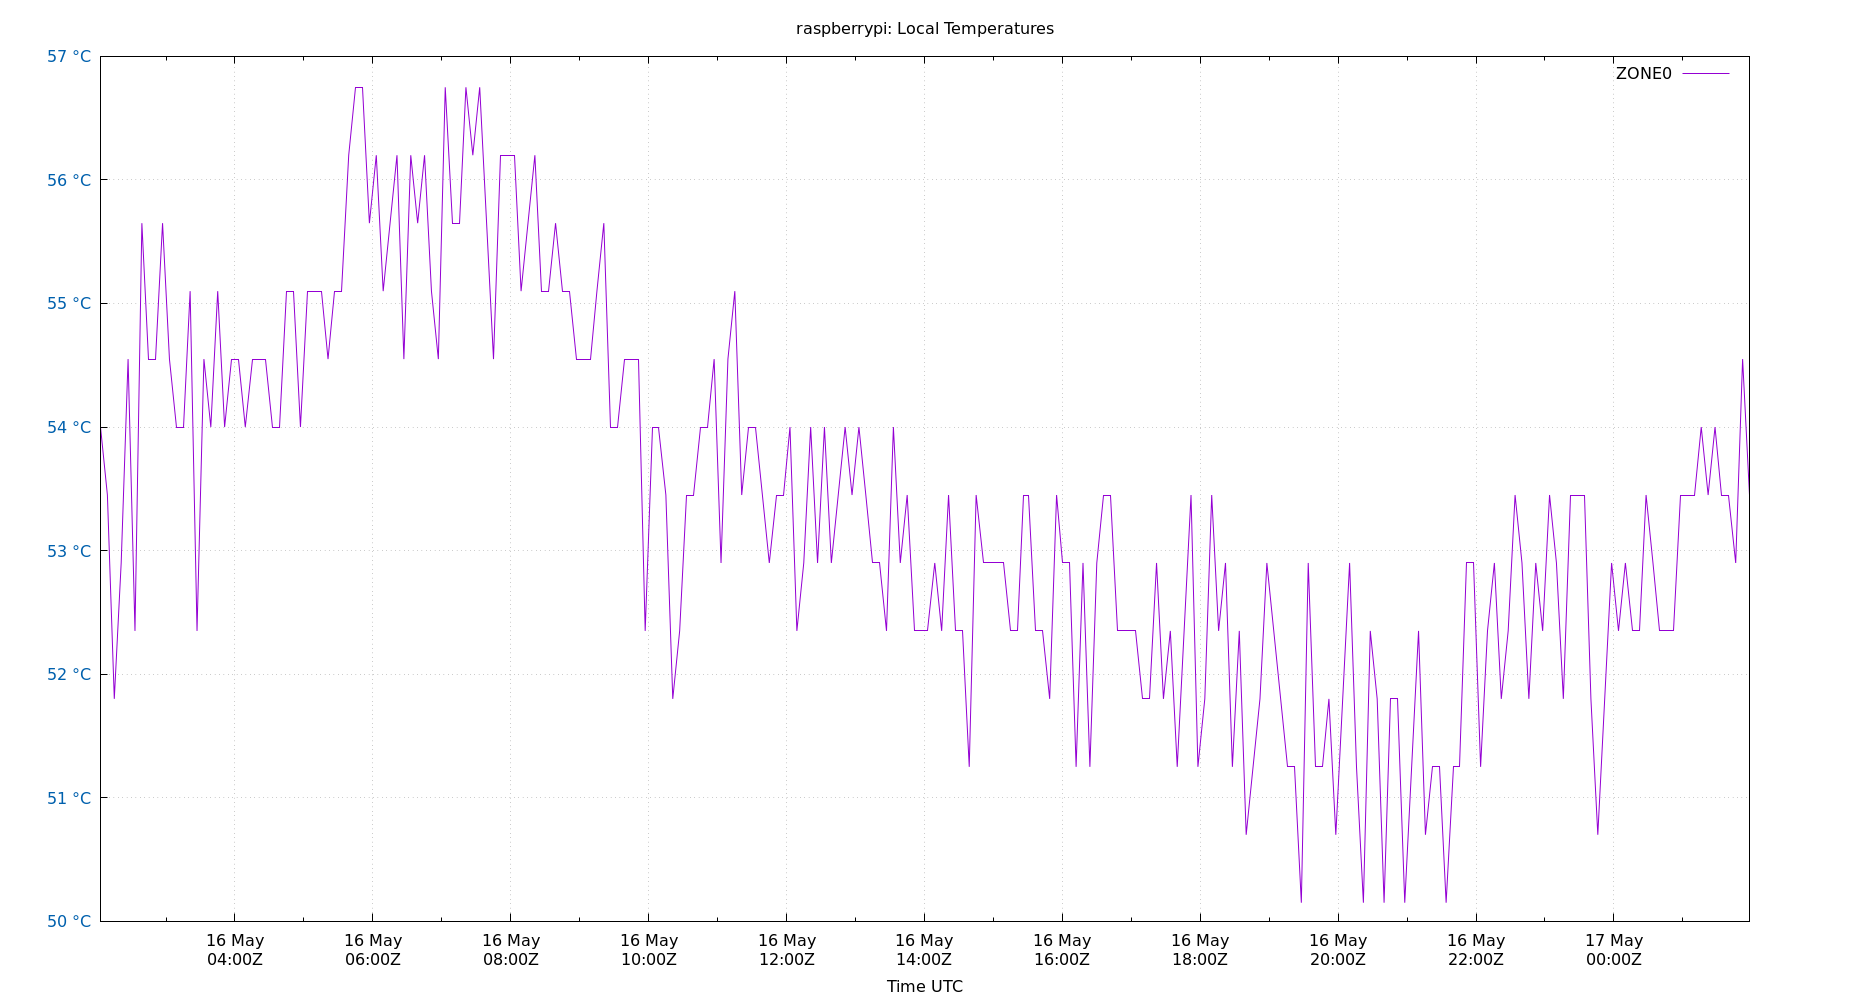 raspberrypi: Local Temperatures
57 °C
ZONE0
56 °C
55 °C
54 °C
53 °C
52 °C
51 °C
50 °C
16 May 16 May 16 May 16 May 16 May 16 May 16 May 16 May 16 May 16 May 17 May
04:00Z 06:00Z 08:00Z 10:00Z 12:00Z 14:00Z 16:00Z 18:00Z 20:00Z 22:00Z 00:00Z
Time UTC